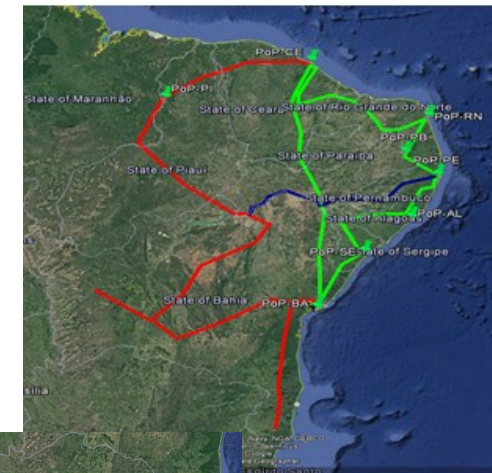 PoP-CE
PoP-PI
State of Maranhão
State of Ceará
State of Rio Grande do Norte
PoP-RN
PoP-PB
State of Paraíba
PoP-PE
State of Piauí
State of Pernambuco
State of Alagoas
PoP-AL
PoP-SE
State of Sergipe
State of Bahia
PoP-BA